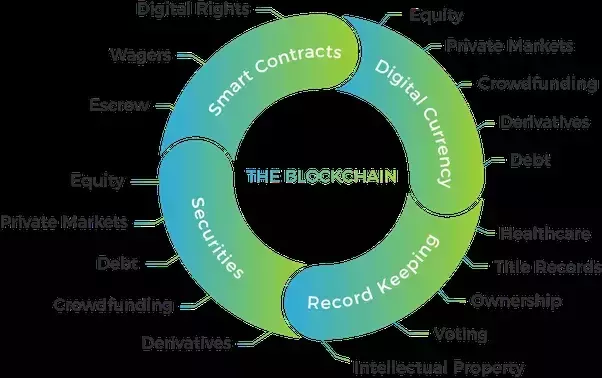 Digital Rights
Wagers
Escrow
Smart Contracts
Equity
Private Markets
Crowdfunding
Derivatives
Debt
Digital Currency
THE BLOCKCHAIN
Equity
Private Markets
Debt
Crowdfunding
Derivatives
Securities
Healthcare
Title Records
Ownership
Voting
Intellectual Property
Record Keeping